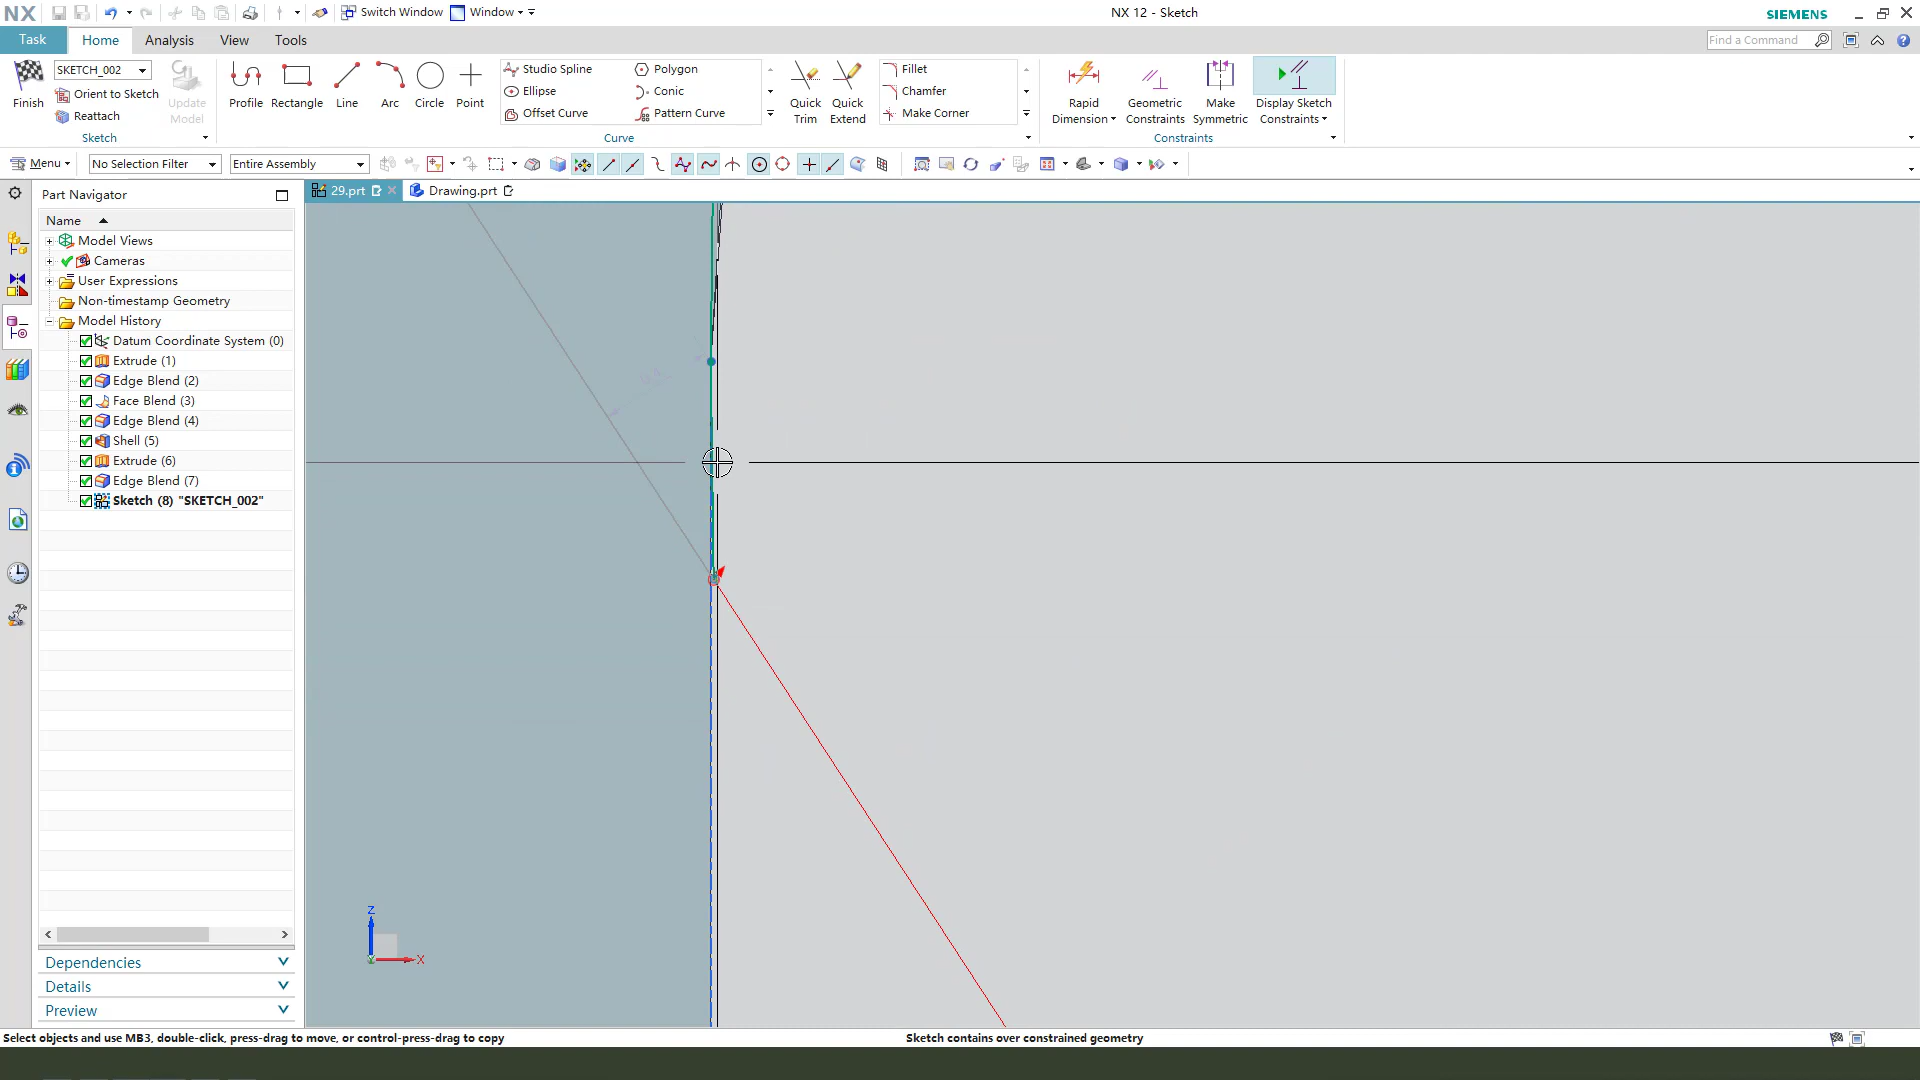 NX
Switch Window
Window
NX 12 - Sketch
SIEMENS
Task
Home
Analysis
View
Tools
Find a Command
Finish
SKETCH_002
Orient to Sketch
Reattach
Update Model
Sketch
Profile
Rectangle
Line
Arc
Circle
Point
Studio Spline
Ellipse
Offset Curve
Polygon
Conic
Pattern Curve
Quick Trim
Quick Extend
Fillet
Chamfer
Make Corner
Curve
Rapid Dimension
Geometric Constraints
Make Symmetric
Display Sketch Constraints
Constraints
Menu
No Selection Filter
Entire Assembly
Part Navigator
29.prt
Drawing.prt
Name
Model Views
Cameras
User Expressions
Non-timestamp Geometry
Model History
Datum Coordinate System (0)
Extrude (1)
Edge Blend (2)
Face Blend (3)
Edge Blend (4)
Shell (5)
Extrude (6)
Edge Blend (7)
Sketch (8) "SKETCH_002"
Z
X
Dependencies
Details
Preview
Select objects and use MB3, double-click, press-drag to move, or control-press-drag to copy
Sketch contains over constrained geometry